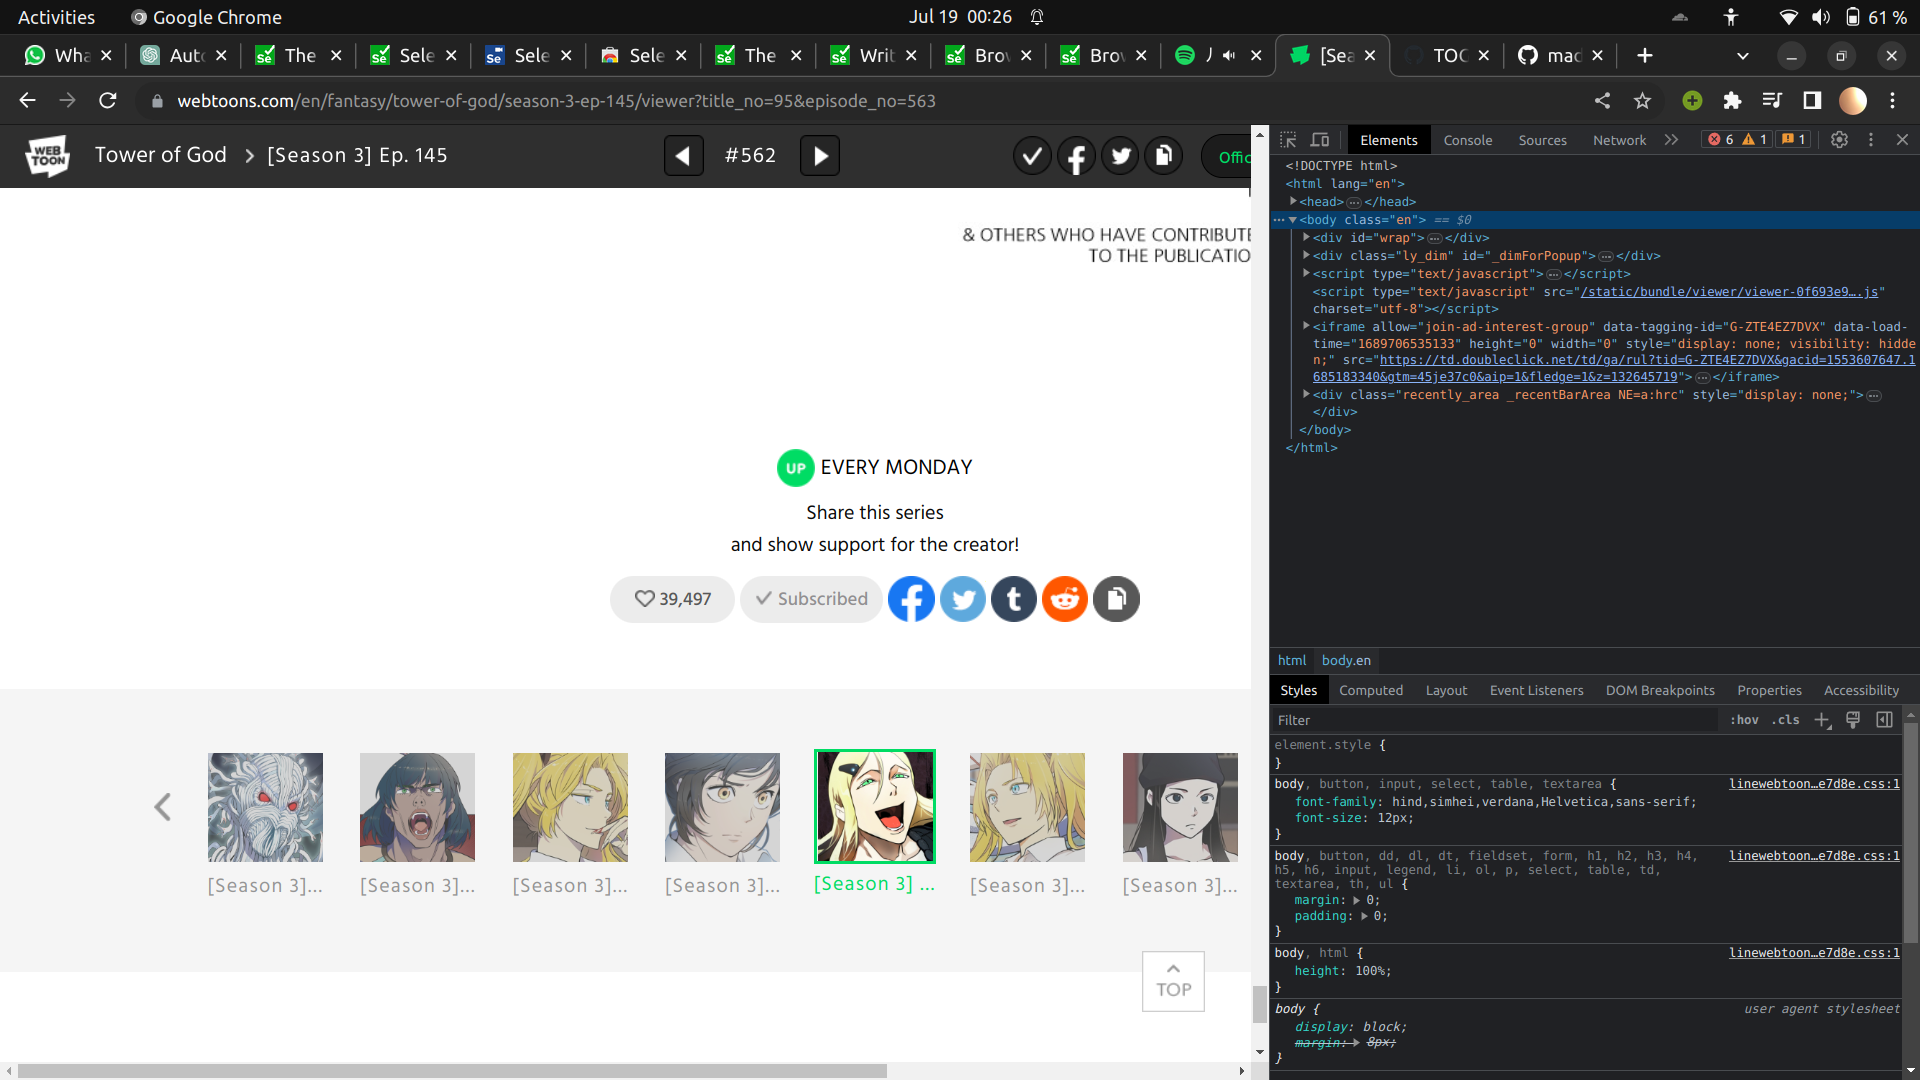 Activities
Google Chrome
Jul 19 00:26
61 %
Wha
Auto
The
Sele
Sele
Sele
The
Writ
Brow
Brow
[Sea
TOC
mad
webtoons.com/en/fantasy/tower-of-god/season-3-ep-145/viewer?title_no=95&episode_no=563
WEB TOON
Tower of God
[Season 3] Ep. 145
#562
Offic
& OTHERS WHO HAVE CONTRIBUTE
TO THE PUBLICATIO
UP EVERY MONDAY
Share this series
and show support for the creator!
39,497
Subscribed
[Season 3]...
[Season 3]...
[Season 3]...
[Season 3]...
[Season 3] ...
[Season 3]...
[Season 3]...
TOP
Elements
Console
Sources
Network
6
1
1
<!DOCTYPE html>
<html lang="en">
<head>…</head>
<body class="en"> == $0
<div id="wrap">…</div>
<div class="ly_dim" id="_dimForPopup">…</div>
<script type="text/javascript">…</script>
<script type="text/javascript" src="/static/bundle/viewer/viewer-0f693e9….js"
charset="utf-8"></script>
<iframe allow="join-ad-interest-group" data-tagging-id="G-ZTE4EZ7DVX" data-load-
time="1689706535133" height="0" width="0" style="display: none; visibility: hidde
n;" src="https://td.doubleclick.net/td/ga/rul?tid=G-ZTE4EZ7DVX&gacid=1553607647.1
685183340&gtm=45je37c0&aip=1&fledge=1&z=132645719">…</iframe>
<div class="recently_area _recentBarArea NE=a:hrc" style="display: none;">…
</div>
</body>
</html>
html
body.en
Styles
Computed
Layout
Event Listeners
DOM Breakpoints
Properties
Accessibility
Filter
:hov
.cls
element.style {
}
body, button, input, select, table, textarea {
linewebtoon…e7d8e.css:1
font-family: hind,simhei,verdana,Helvetica,sans-serif;
font-size: 12px;
}
body, button, dd, dl, dt, fieldset, form, h1, h2, h3, h4,
linewebtoon…e7d8e.css:1
h5, h6, input, legend, li, ol, p, select, table, td,
textarea, th, ul {
margin: 0;
padding: 0;
}
body, html {
linewebtoon…e7d8e.css:1
height: 100%;
}
body {
user agent stylesheet
display: block;
margin: 8px;
}